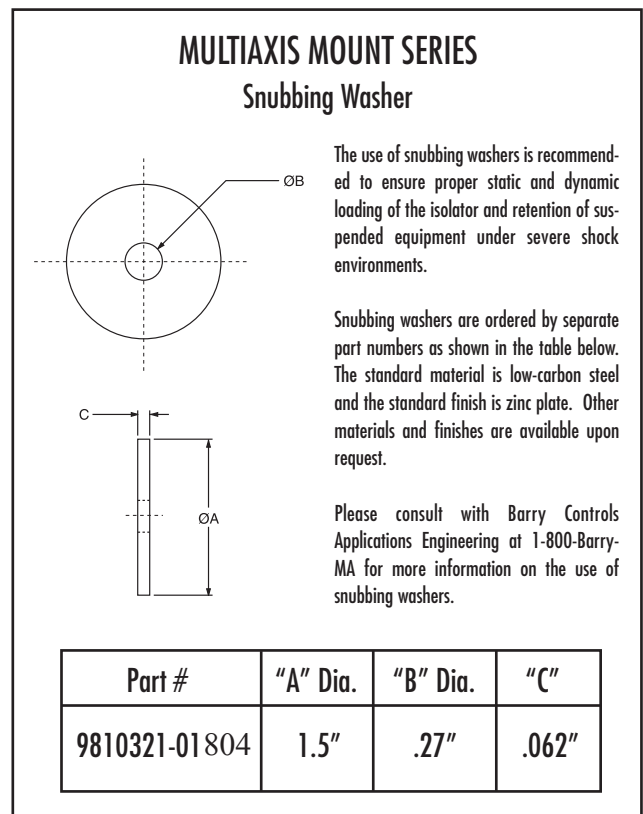 MULTIAXIS MOUNT SERIES
Snubbing Washer
ØB
The use of snubbing washers is recommend-
ed to ensure proper static and dynamic
loading of the isolator and retention of sus-
pended equipment under severe shock
environments.
Snubbing washers are ordered by separate
part numbers as shown in the table below.
The standard material is low-carbon steel
and the standard finish is zinc plate. Other
materials and finishes are available upon
request.
C
ØA
Please consult with Barry Controls
Applications Engineering at 1-800-Barry-
MA for more information on the use of
snubbing washers.
Part # “A” Dia. “B” Dia. “C”
9810321-01804 1.5” .27” .062”